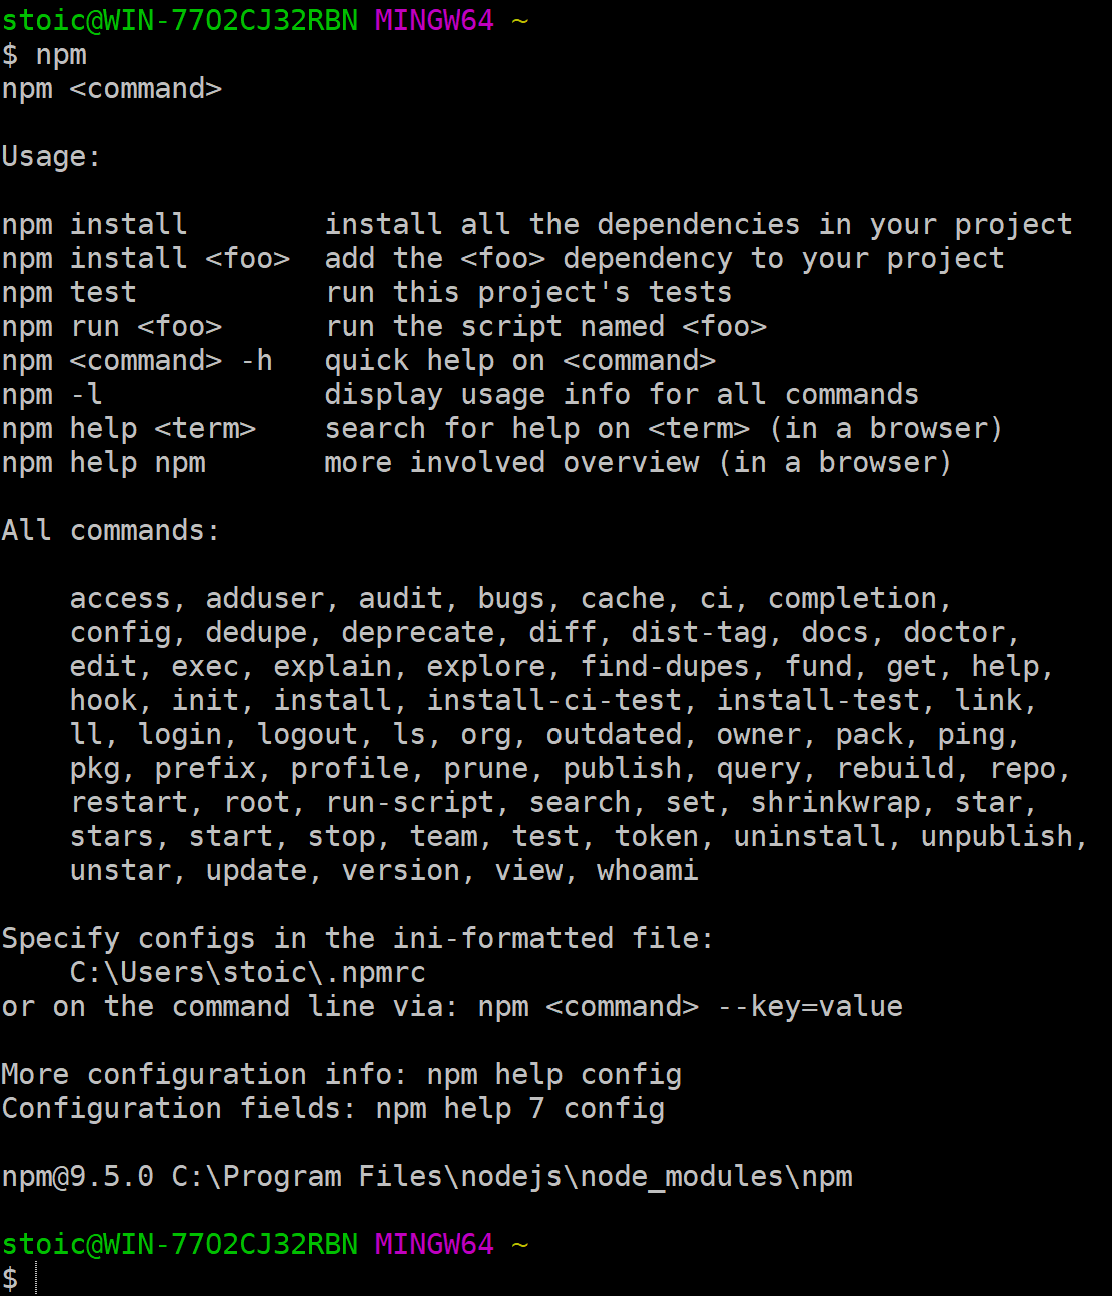 stoic@WIN-77O2CJ32RBN MINGW64 ~
$ npm
npm <command>

Usage:

npm install        install all the dependencies in your project
npm install <foo>  add the <foo> dependency to your project
npm test           run this project's tests
npm run <foo>      run the script named <foo>
npm <command> -h   quick help on <command>
npm -l             display usage info for all commands
npm help <term>    search for help on <term> (in a browser)
npm help npm       more involved overview (in a browser)

All commands:

    access, adduser, audit, bugs, cache, ci, completion,
    config, dedupe, deprecate, diff, dist-tag, docs, doctor,
    edit, exec, explain, explore, find-dupes, fund, get, help,
    hook, init, install, install-ci-test, install-test, link,
    ll, login, logout, ls, org, outdated, owner, pack, ping,
    pkg, prefix, profile, prune, publish, query, rebuild, repo,
    restart, root, run-script, search, set, shrinkwrap, star,
    stars, start, stop, team, test, token, uninstall, unpublish,
    unstar, update, version, view, whoami

Specify configs in the ini-formatted file:
    C:\Users\stoic\.npmrc
or on the command line via: npm <command> --key=value

More configuration info: npm help config
Configuration fields: npm help 7 config

npm@9.5.0 C:\Program Files\nodejs\node_modules\npm

stoic@WIN-77O2CJ32RBN MINGW64 ~
$